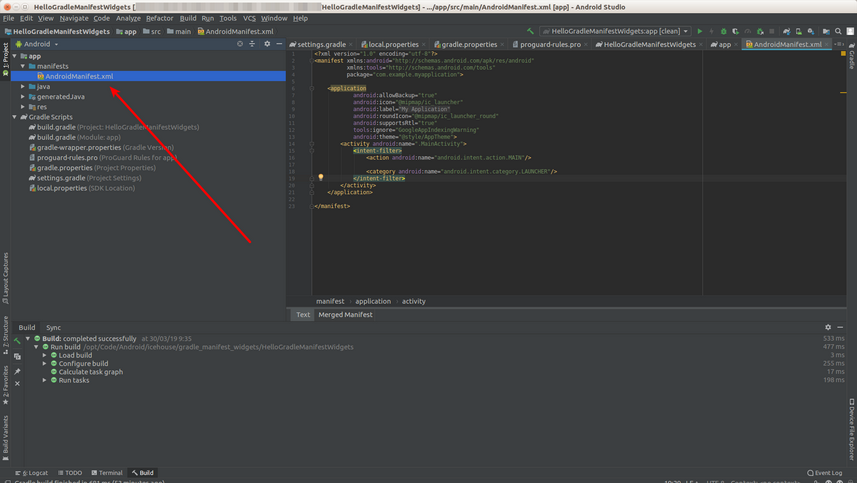 HelloGradleManifestWidgets [ HelloGradleManifestWidgets] - .../app/src/main/AndroidManifest.xml [app] - Android Studio
File Edit View Navigate Code Analyze Refactor Build Run Tools VCS Window Help
HelloGradleManifestWidgets app src main AndroidManifest.xml
HelloGradleManifestWidgets:app [clean]
Android
settings.gradle local.properties gradle.properties proguard-rules.pro HelloGradleManifestWidgets app AndroidManifest.xml
1: Project
Gradle
app
manifests
AndroidManifest.xml
java
generatedJava
res
Gradle Scripts
build.gradle (Project: HelloGradleManifestWidgets)
build.gradle (Module: app)
gradle-wrapper.properties (Gradle Version)
proguard-rules.pro (ProGuard Rules for app)
gradle.properties (Project Properties)
settings.gradle (Project Settings)
local.properties (SDK Location)
<?xml version="1.0" encoding="utf-8"?>
<manifest xmlns:android="http://schemas.android.com/apk/res/android"
xmlns:tools="http://schemas.android.com/tools"
package="com.example.myapplication">
<application
android:allowBackup="true"
android:icon="@mipmap/ic_launcher"
android:label="My Application"
android:roundIcon="@mipmap/ic_launcher_round"
android:supportsRtl="true"
tools:ignore="GoogleAppIndexingWarning"
android:theme="@style/AppTheme">
<activity android:name=".MainActivity">
<intent-filter>
<action android:name="android.intent.action.MAIN"/>
<category android:name="android.intent.category.LAUNCHER"/>
</intent-filter>
</activity>
</application>
</manifest>
manifest application activity
Text Merged Manifest
Layout Captures
7: Structure
2: Favorites
Build Variants
Device File Explorer
Build Sync
Build: completed successfully at 30/03/19 9:35 533 ms
Run build /opt/Code/Android/icehouse/gradle_manifest_widgets/HelloGradleManifestWidgets 477 ms
Load build 3 ms
Configure build 255 ms
Calculate task graph 17 ms
Run tasks 198 ms
6: Logcat TODO Terminal Build Event Log